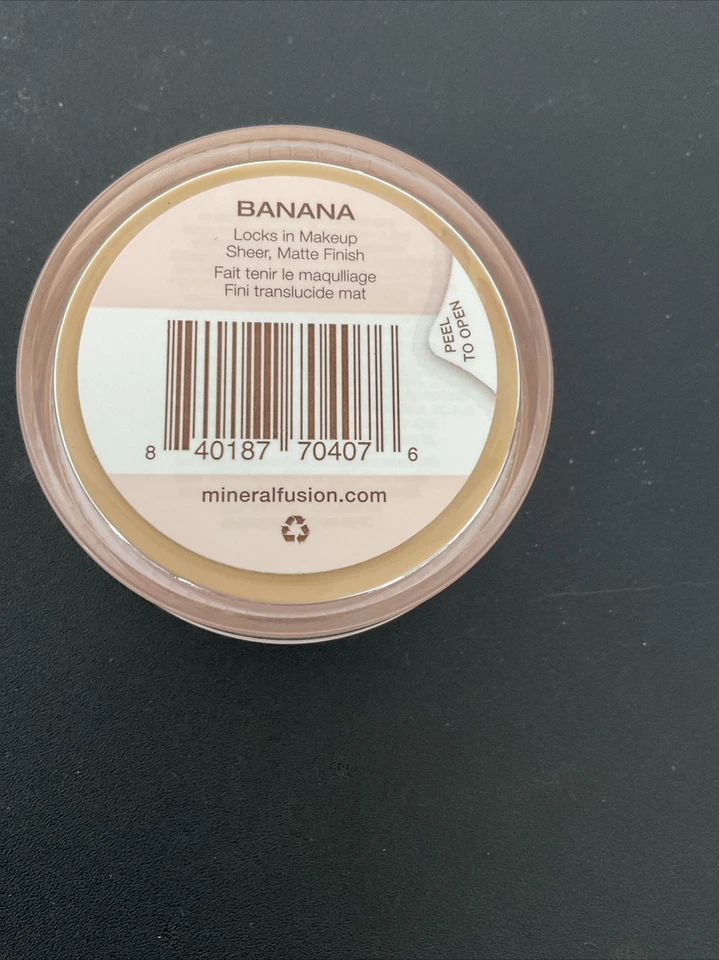 BANANA
Locks in Makeup
Sheer, Matte Finish
Fait tenir le maqulliage
Fini translucide mat
PEEL
TO OPEN
8 40187 70407 6
mineralfusion.com